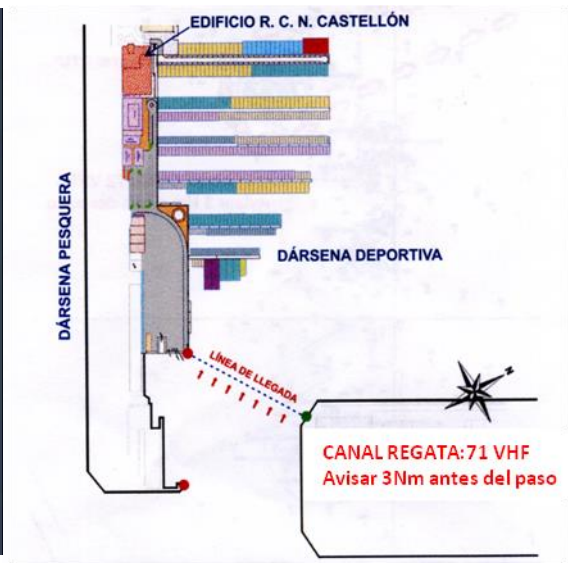 EDIFICIO R. C. N. CASTELLÓN
DÁRSENA PESQUERA
DÁRSENA DEPORTIVA
LÍNEA DE LLEGADA
N
CANAL REGATA:71 VHF
Avisar 3Nm antes del paso